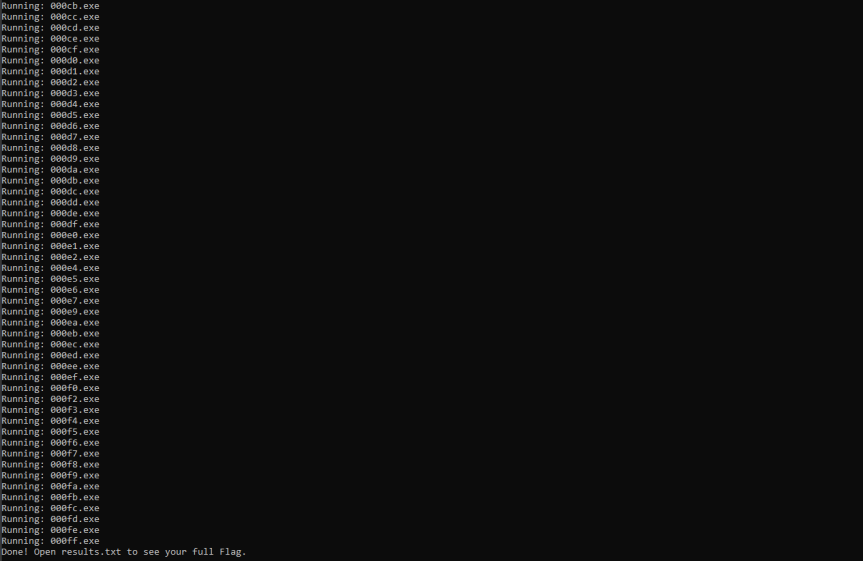 Running: 000cb.exe
Running: 000cc.exe
Running: 000cd.exe
Running: 000ce.exe
Running: 000cf.exe
Running: 000d0.exe
Running: 000d1.exe
Running: 000d2.exe
Running: 000d3.exe
Running: 000d4.exe
Running: 000d5.exe
Running: 000d6.exe
Running: 000d7.exe
Running: 000d8.exe
Running: 000d9.exe
Running: 000da.exe
Running: 000db.exe
Running: 000dc.exe
Running: 000dd.exe
Running: 000de.exe
Running: 000df.exe
Running: 000e0.exe
Running: 000e1.exe
Running: 000e2.exe
Running: 000e4.exe
Running: 000e5.exe
Running: 000e6.exe
Running: 000e7.exe
Running: 000e9.exe
Running: 000ea.exe
Running: 000eb.exe
Running: 000ec.exe
Running: 000ed.exe
Running: 000ee.exe
Running: 000ef.exe
Running: 000f0.exe
Running: 000f2.exe
Running: 000f3.exe
Running: 000f4.exe
Running: 000f5.exe
Running: 000f6.exe
Running: 000f7.exe
Running: 000f8.exe
Running: 000f9.exe
Running: 000fa.exe
Running: 000fb.exe
Running: 000fc.exe
Running: 000fd.exe
Running: 000fe.exe
Running: 000ff.exe
Done! Open results.txt to see your full Flag.